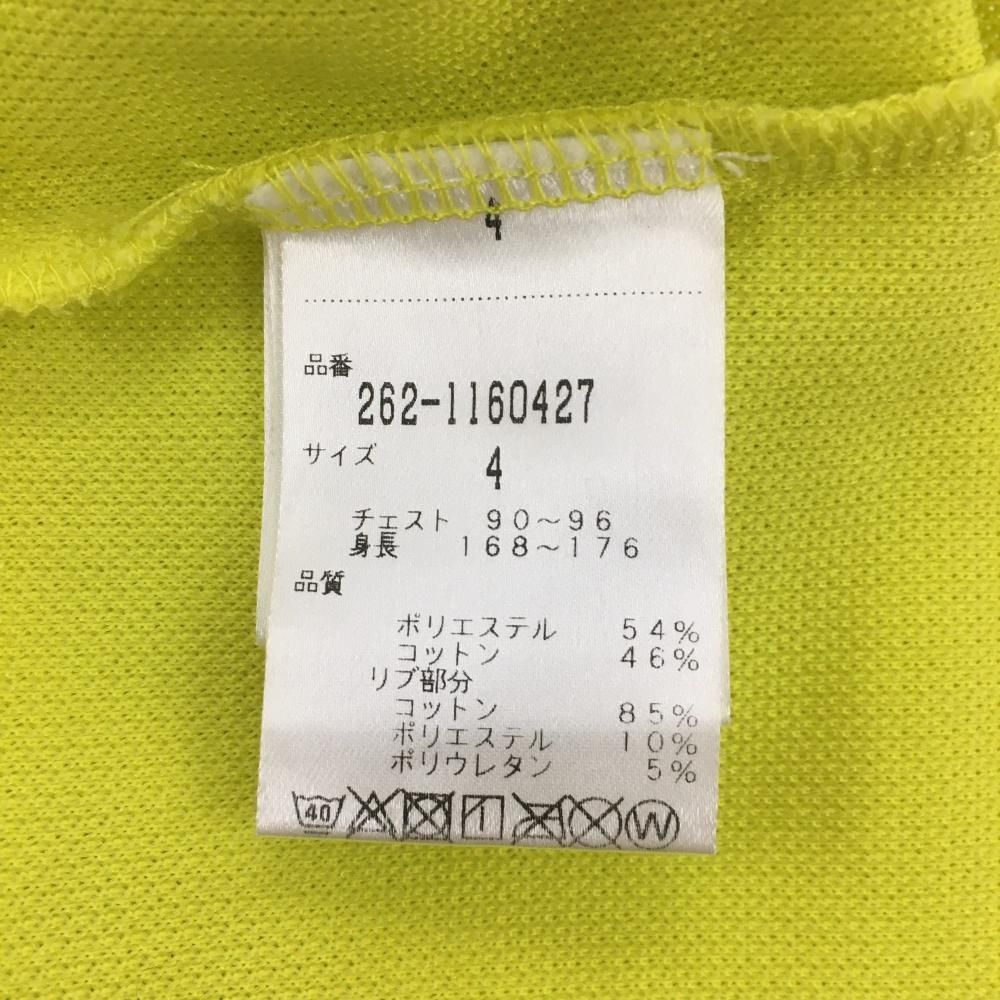 4
品番
262-1160427
サイズ
4
チェスト 90～96
身長 168～176
品質
ポリエステル 54%
コットン 46%
リブ部分
コットン 85%
ポリエステル 10%
ポリウレタン 5%
40 W